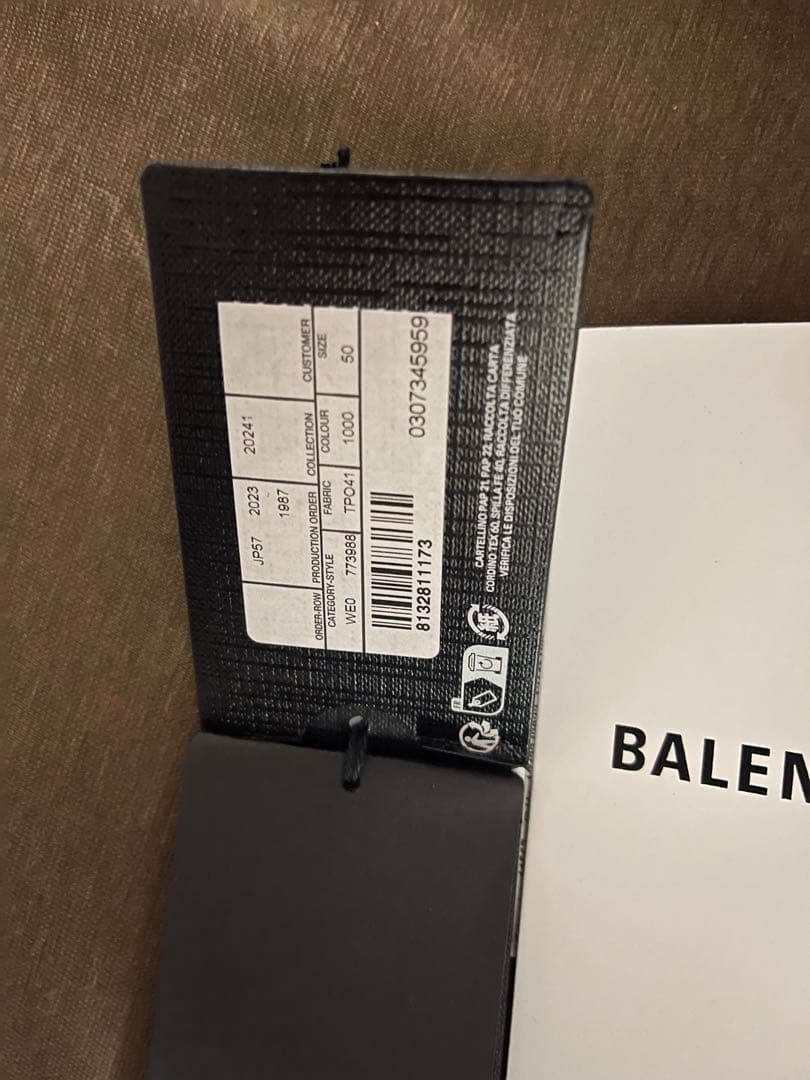 JP57 2023 20241
1987
ORDER-ROW PRODUCTION ORDER COLLECTION CUSTOMER
CATEGORY-STYLE FABRIC COLOUR SIZE
WE0 773988 TPO41 1000 50
0307345959
8132811173
CARTELLINO PAP 21, PAP 22, RACCOLTA CARTA
CORDINO TEX 60, SPILLA FE 40, RACCOLTA DIFFERENZIATA
VERIFICA LE DISPOSIZIONI DEL TUO COMUNE
FR
BALEN